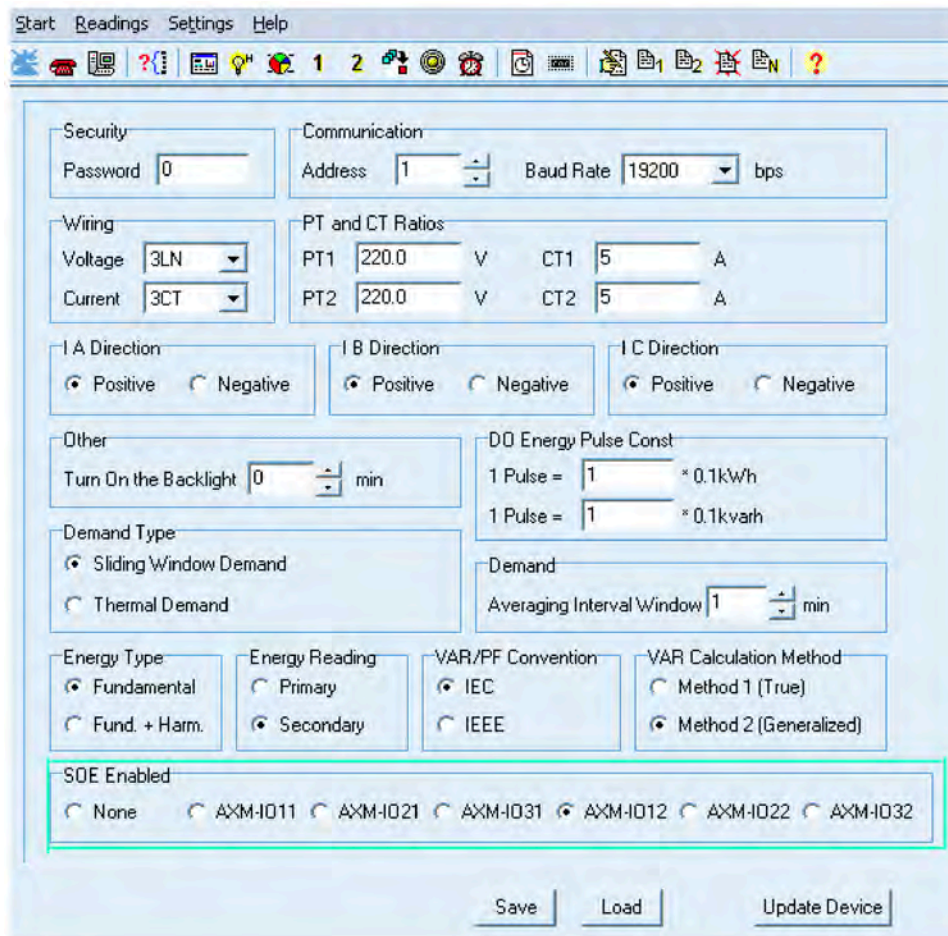 Start Readings Settings Help
?{ H 1 2 1 2 N ?
Security Communication
Password 0 Address 1 Baud Rate 19200 bps
Wiring PT and CT Ratios
Voltage 3LN PT1 220.0 V CT1 5 A
Current 3CT PT2 220.0 V CT2 5 A
I A Direction I B Direction I C Direction
Positive Negative Positive Negative Positive Negative
Other DO Energy Pulse Const
Turn On the Backlight 0 min 1 Pulse = 1 * 0.1kWh
1 Pulse = 1 * 0.1kvarh
Demand Type
Sliding Window Demand Demand
Thermal Demand Averaging Interval Window 1 min
Energy Type Energy Reading VAR/PF Convention VAR Calculation Method
Fundamental Primary IEC Method 1 (True)
Fund. + Harm. Secondary IEEE Method 2 (Generalized)
SOE Enabled
None AXM-IO11 AXM-IO21 AXM-IO31 AXM-IO12 AXM-IO22 AXM-IO32
Save Load Update Device